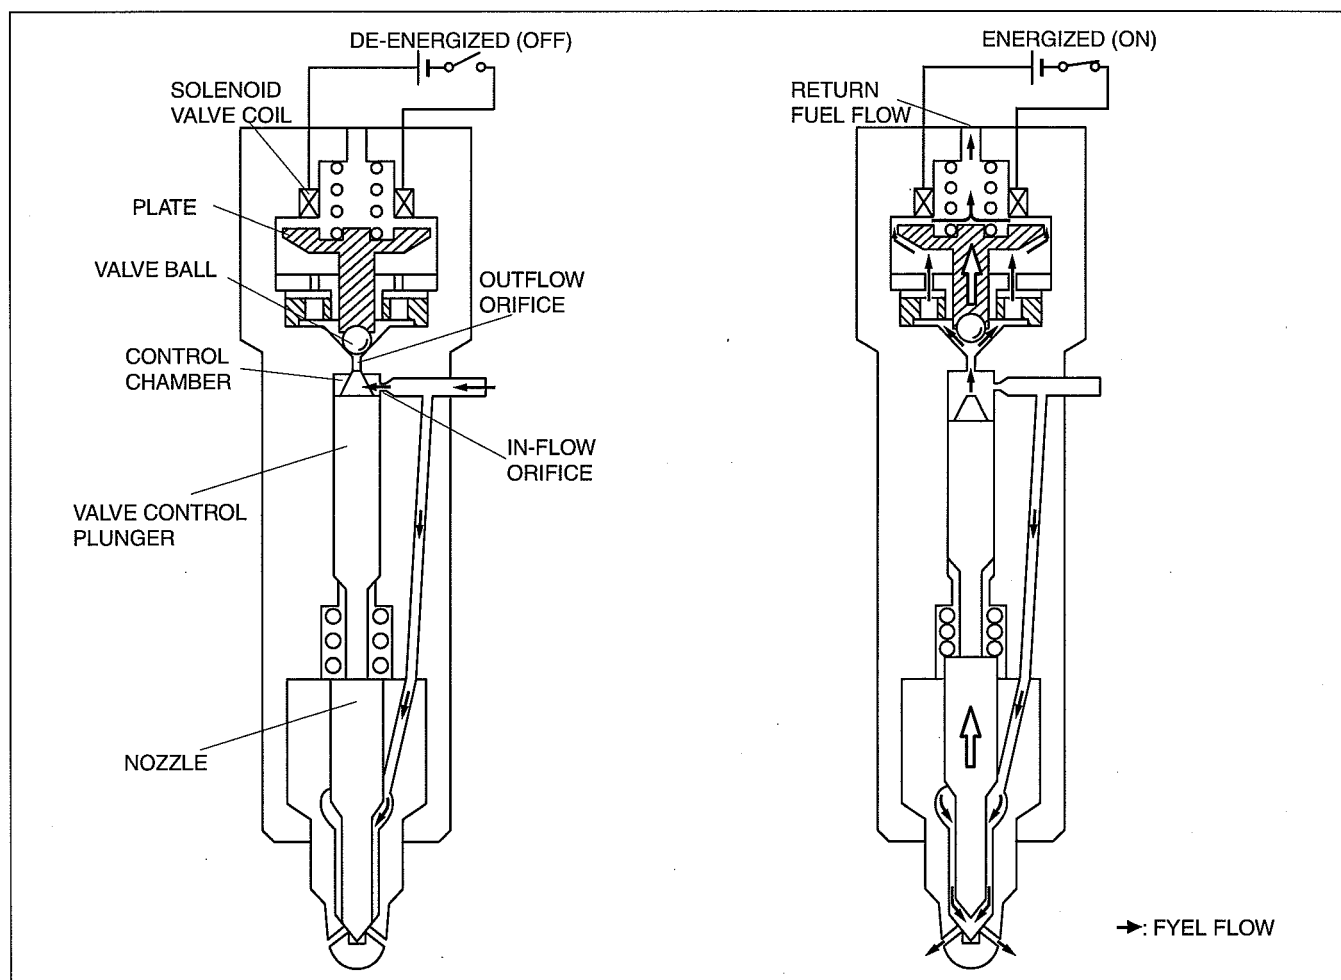 DE-ENERGIZED (OFF)
SOLENOID
VALVE COIL
PLATE
VALVE BALL
OUTFLOW
ORIFICE
CONTROL
CHAMBER
IN-FLOW
ORIFICE
VALVE CONTROL
PLUNGER
NOZZLE
ENERGIZED (ON)
RETURN
FUEL FLOW
: FYEL FLOW